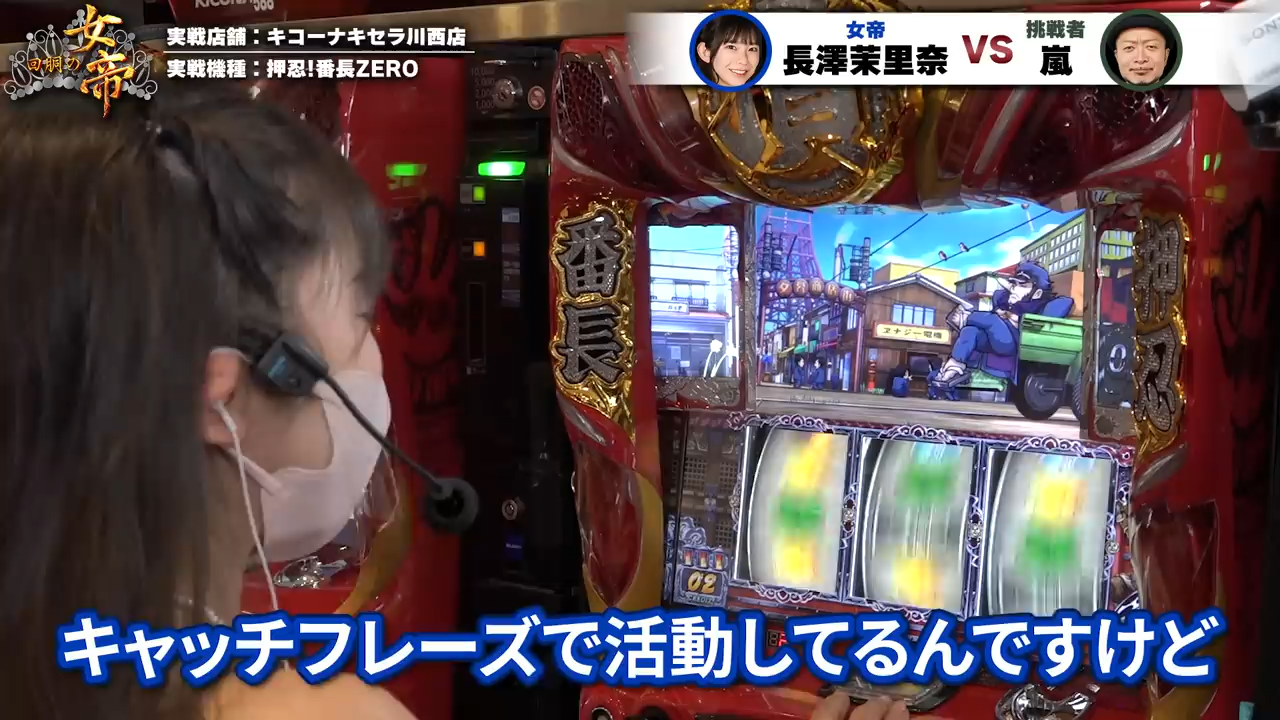 回胴の
女帝
実戦店舗：キコーナキセラ川西店
実戦機種：押忍!番長ZERO
女帝
長澤茉里奈
VS
挑戦者
嵐
番長
押忍
エナジー電機
02
キャッチフレーズで活動してるんですけど